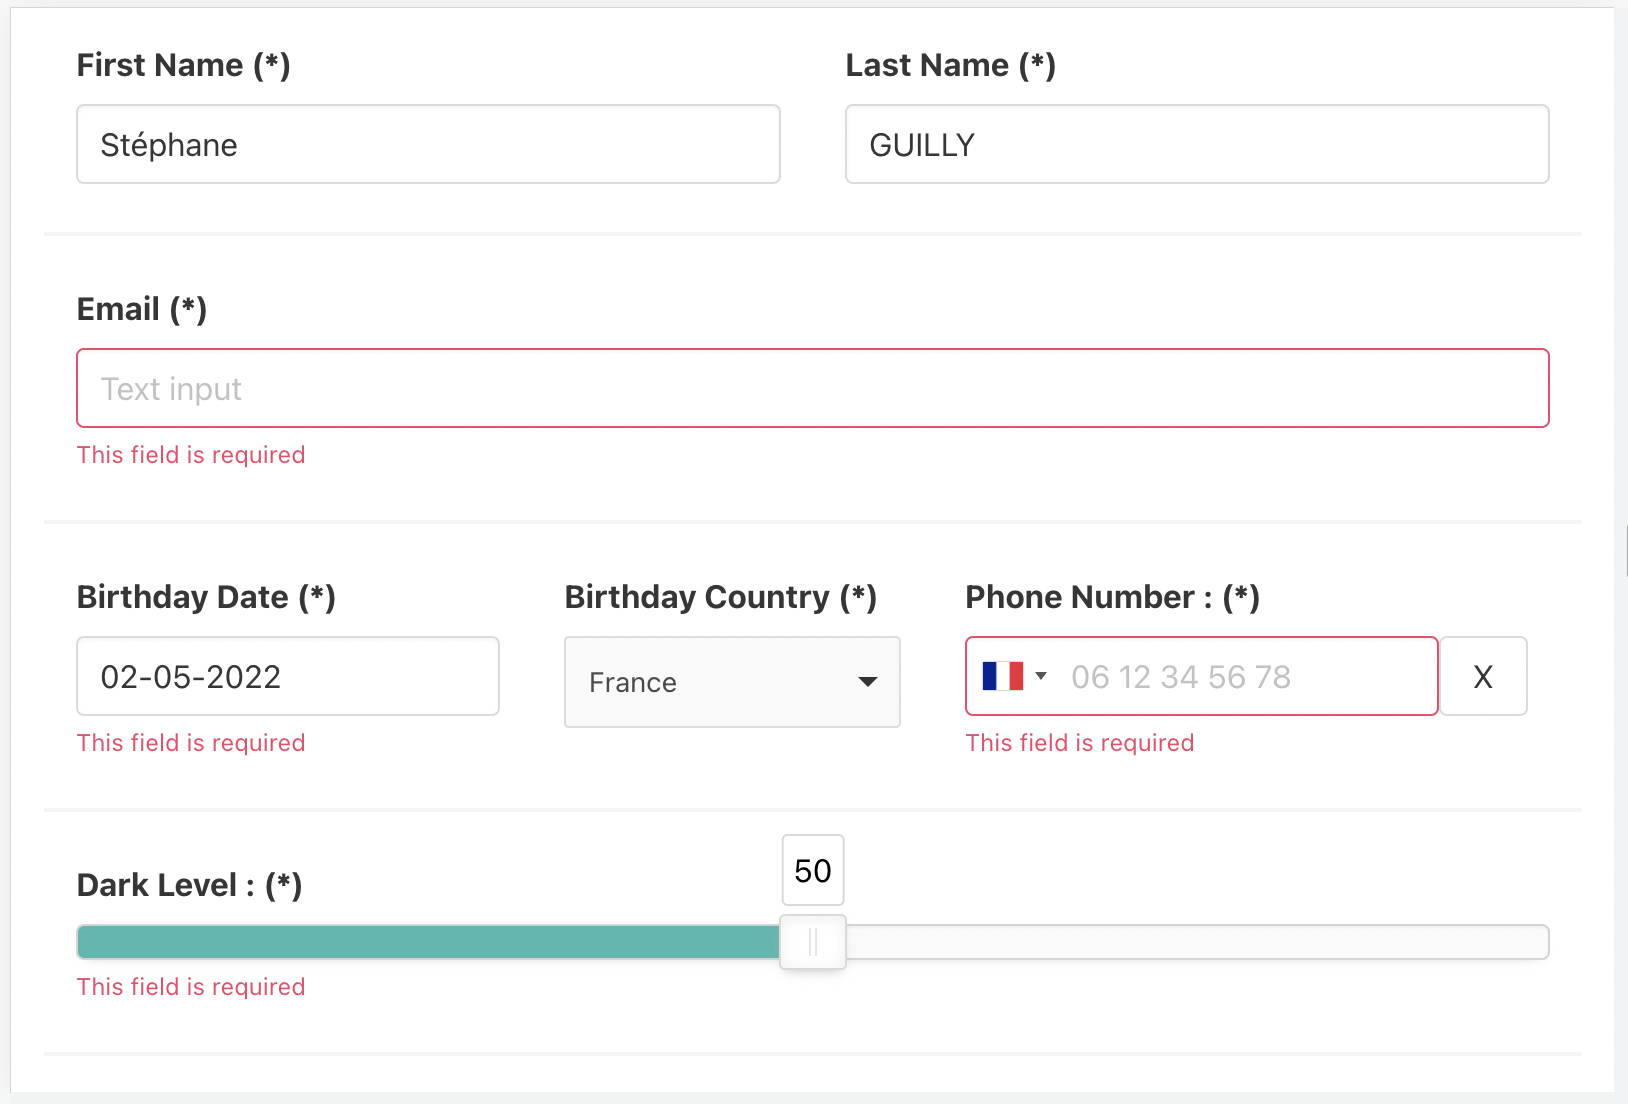 First Name (*)
Last Name (*)
Stéphane
GUILLY
Email (*)
Text input
This field is required
Birthday Date (*)
Birthday Country (*)
Phone Number : (*)
02-05-2022
France
06 12 34 56 78
X
This field is required
This field is required
50
Dark Level : (*)
This field is required